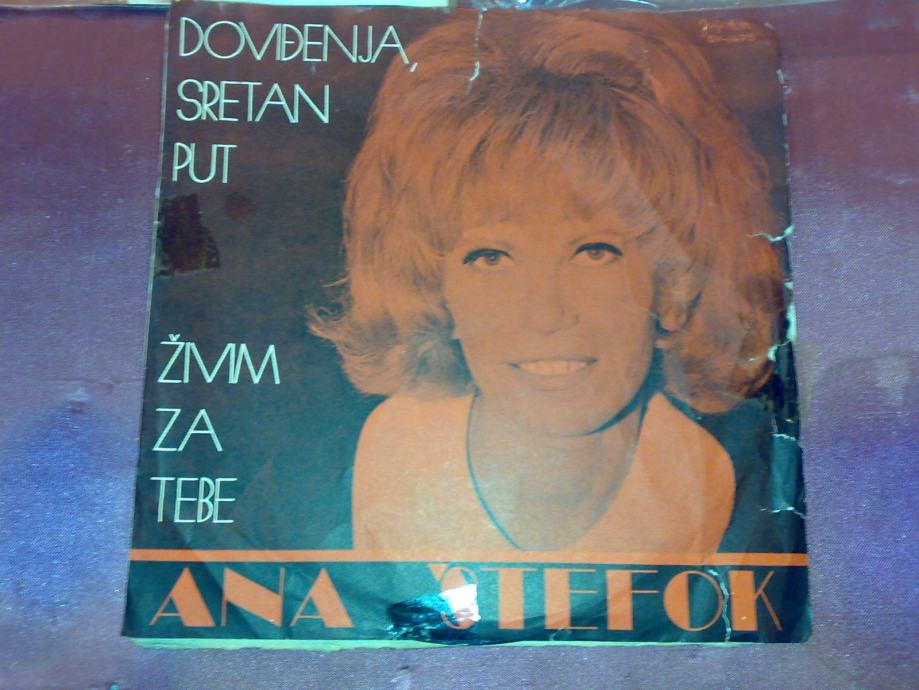 DOVIĐENJA,
SRETAN
PUT
ŽIVIM
ZA
TEBE
ANA ŠTEFOK